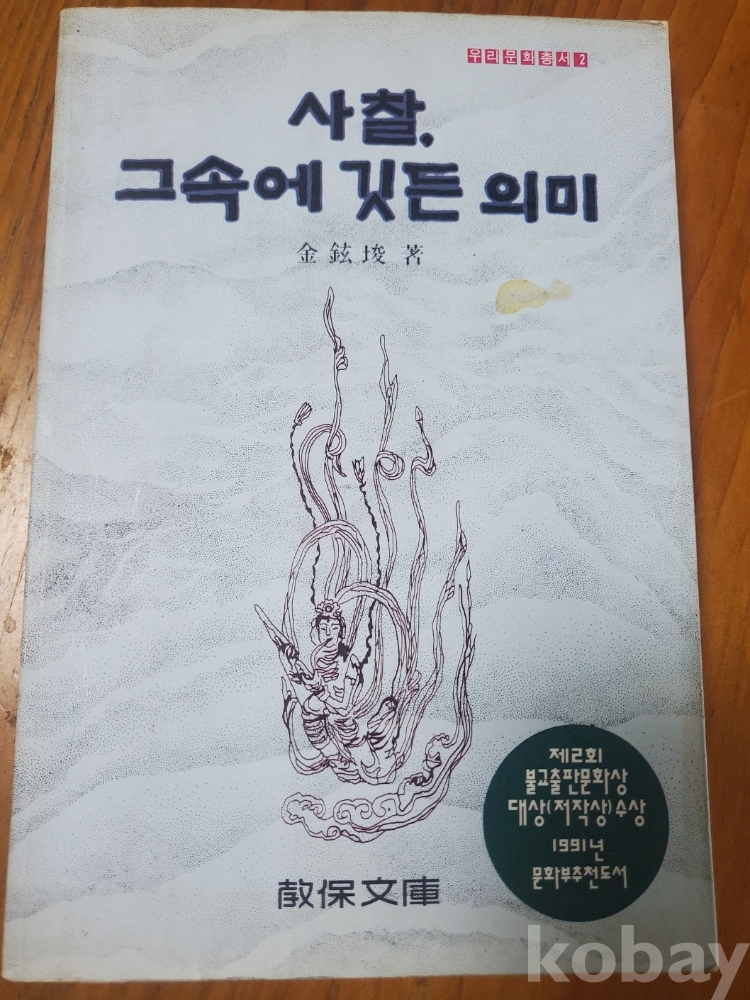 우리문화총서 2
사찰,
그속에 깃든 의미
金鉉埈 著
제2회
불교출판문화상
대상(저작상)수상
1991년
문화부추천도서
敎保文庫
kobay